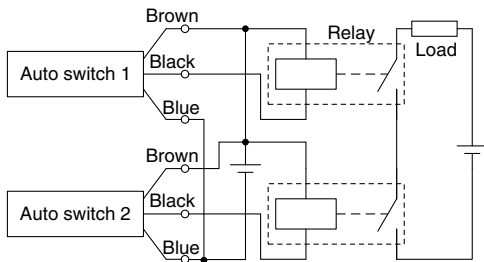 Brown
Relay
Load
Black
Auto switch 1
Blue
Brown
Black
Auto switch 2
Blue